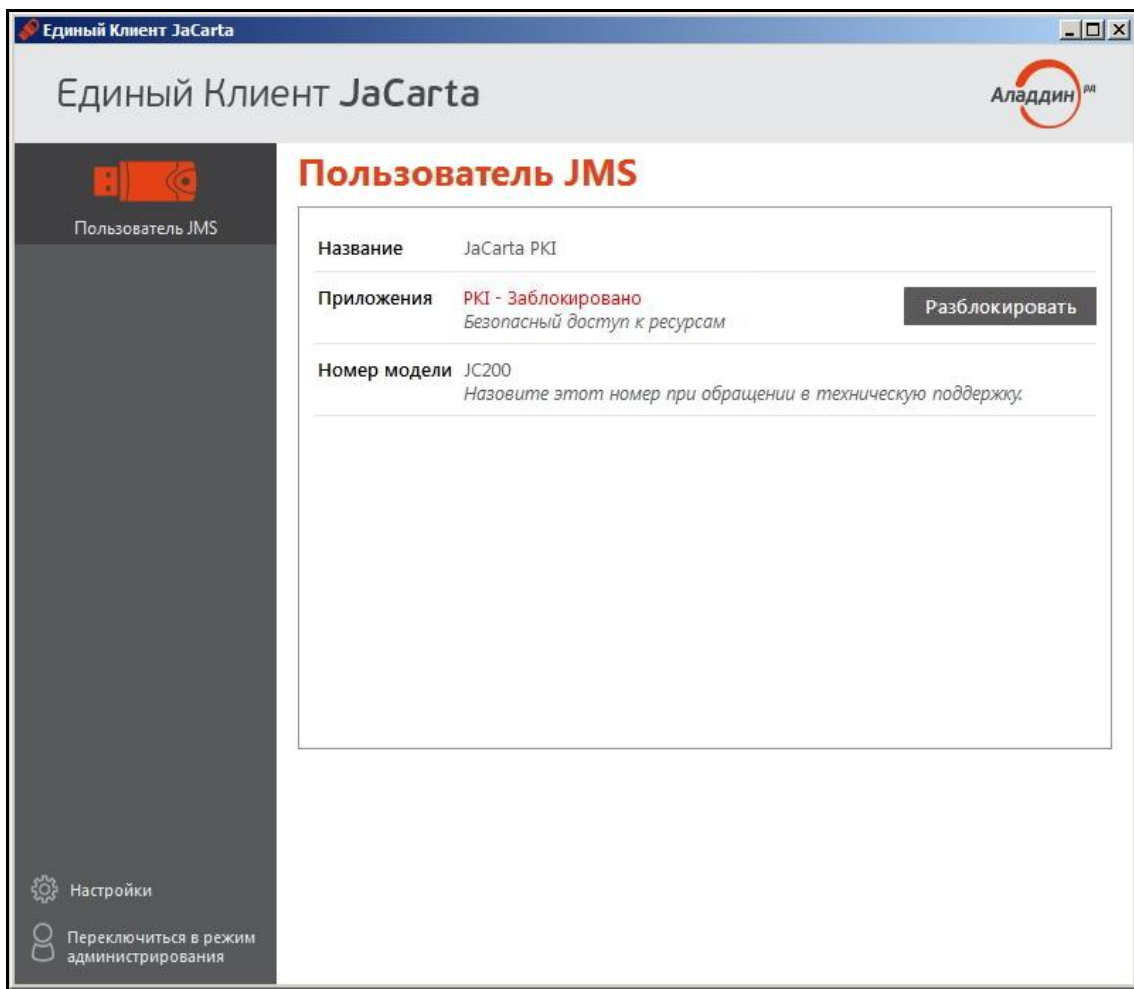 Единый Клиент JaCarta
Единый Клиент JaCarta
Аладдин РД
Пользователь JMS
Пользователь JMS
Название JaCarta PKI
Приложения PKI - Заблокировано
Безопасный доступ к ресурсам
Разблокировать
Номер модели JC200
Назовите этот номер при обращении в техническую поддержку.
Настройки
Переключиться в режим
администрирования